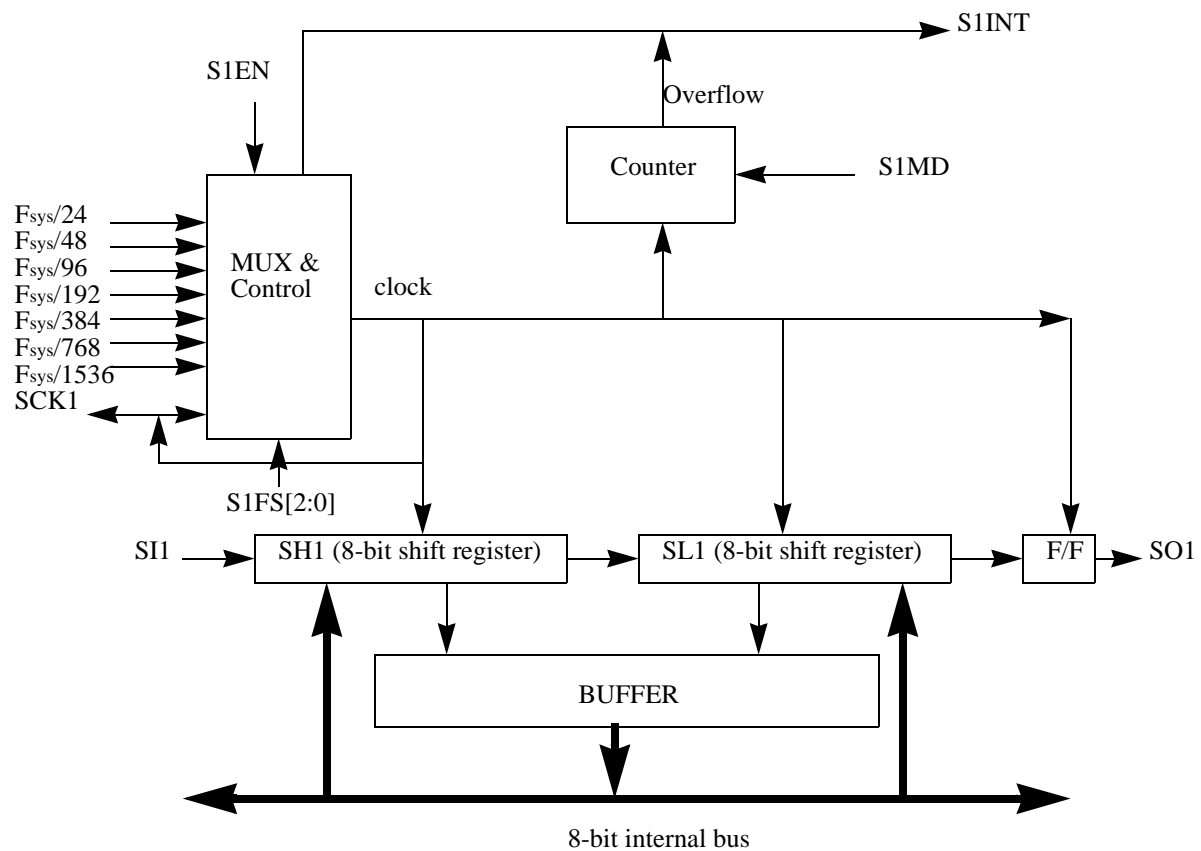 S1INT
S1EN
Overflow
Counter
S1MD
Fsys/24
Fsys/48
Fsys/96
Fsys/192
Fsys/384
Fsys/768
Fsys/1536
SCK1
MUX &
Control
clock
S1FS[2:0]
SI1
SH1 (8-bit shift register)
SL1 (8-bit shift register)
F/F
SO1
BUFFER
8-bit internal bus